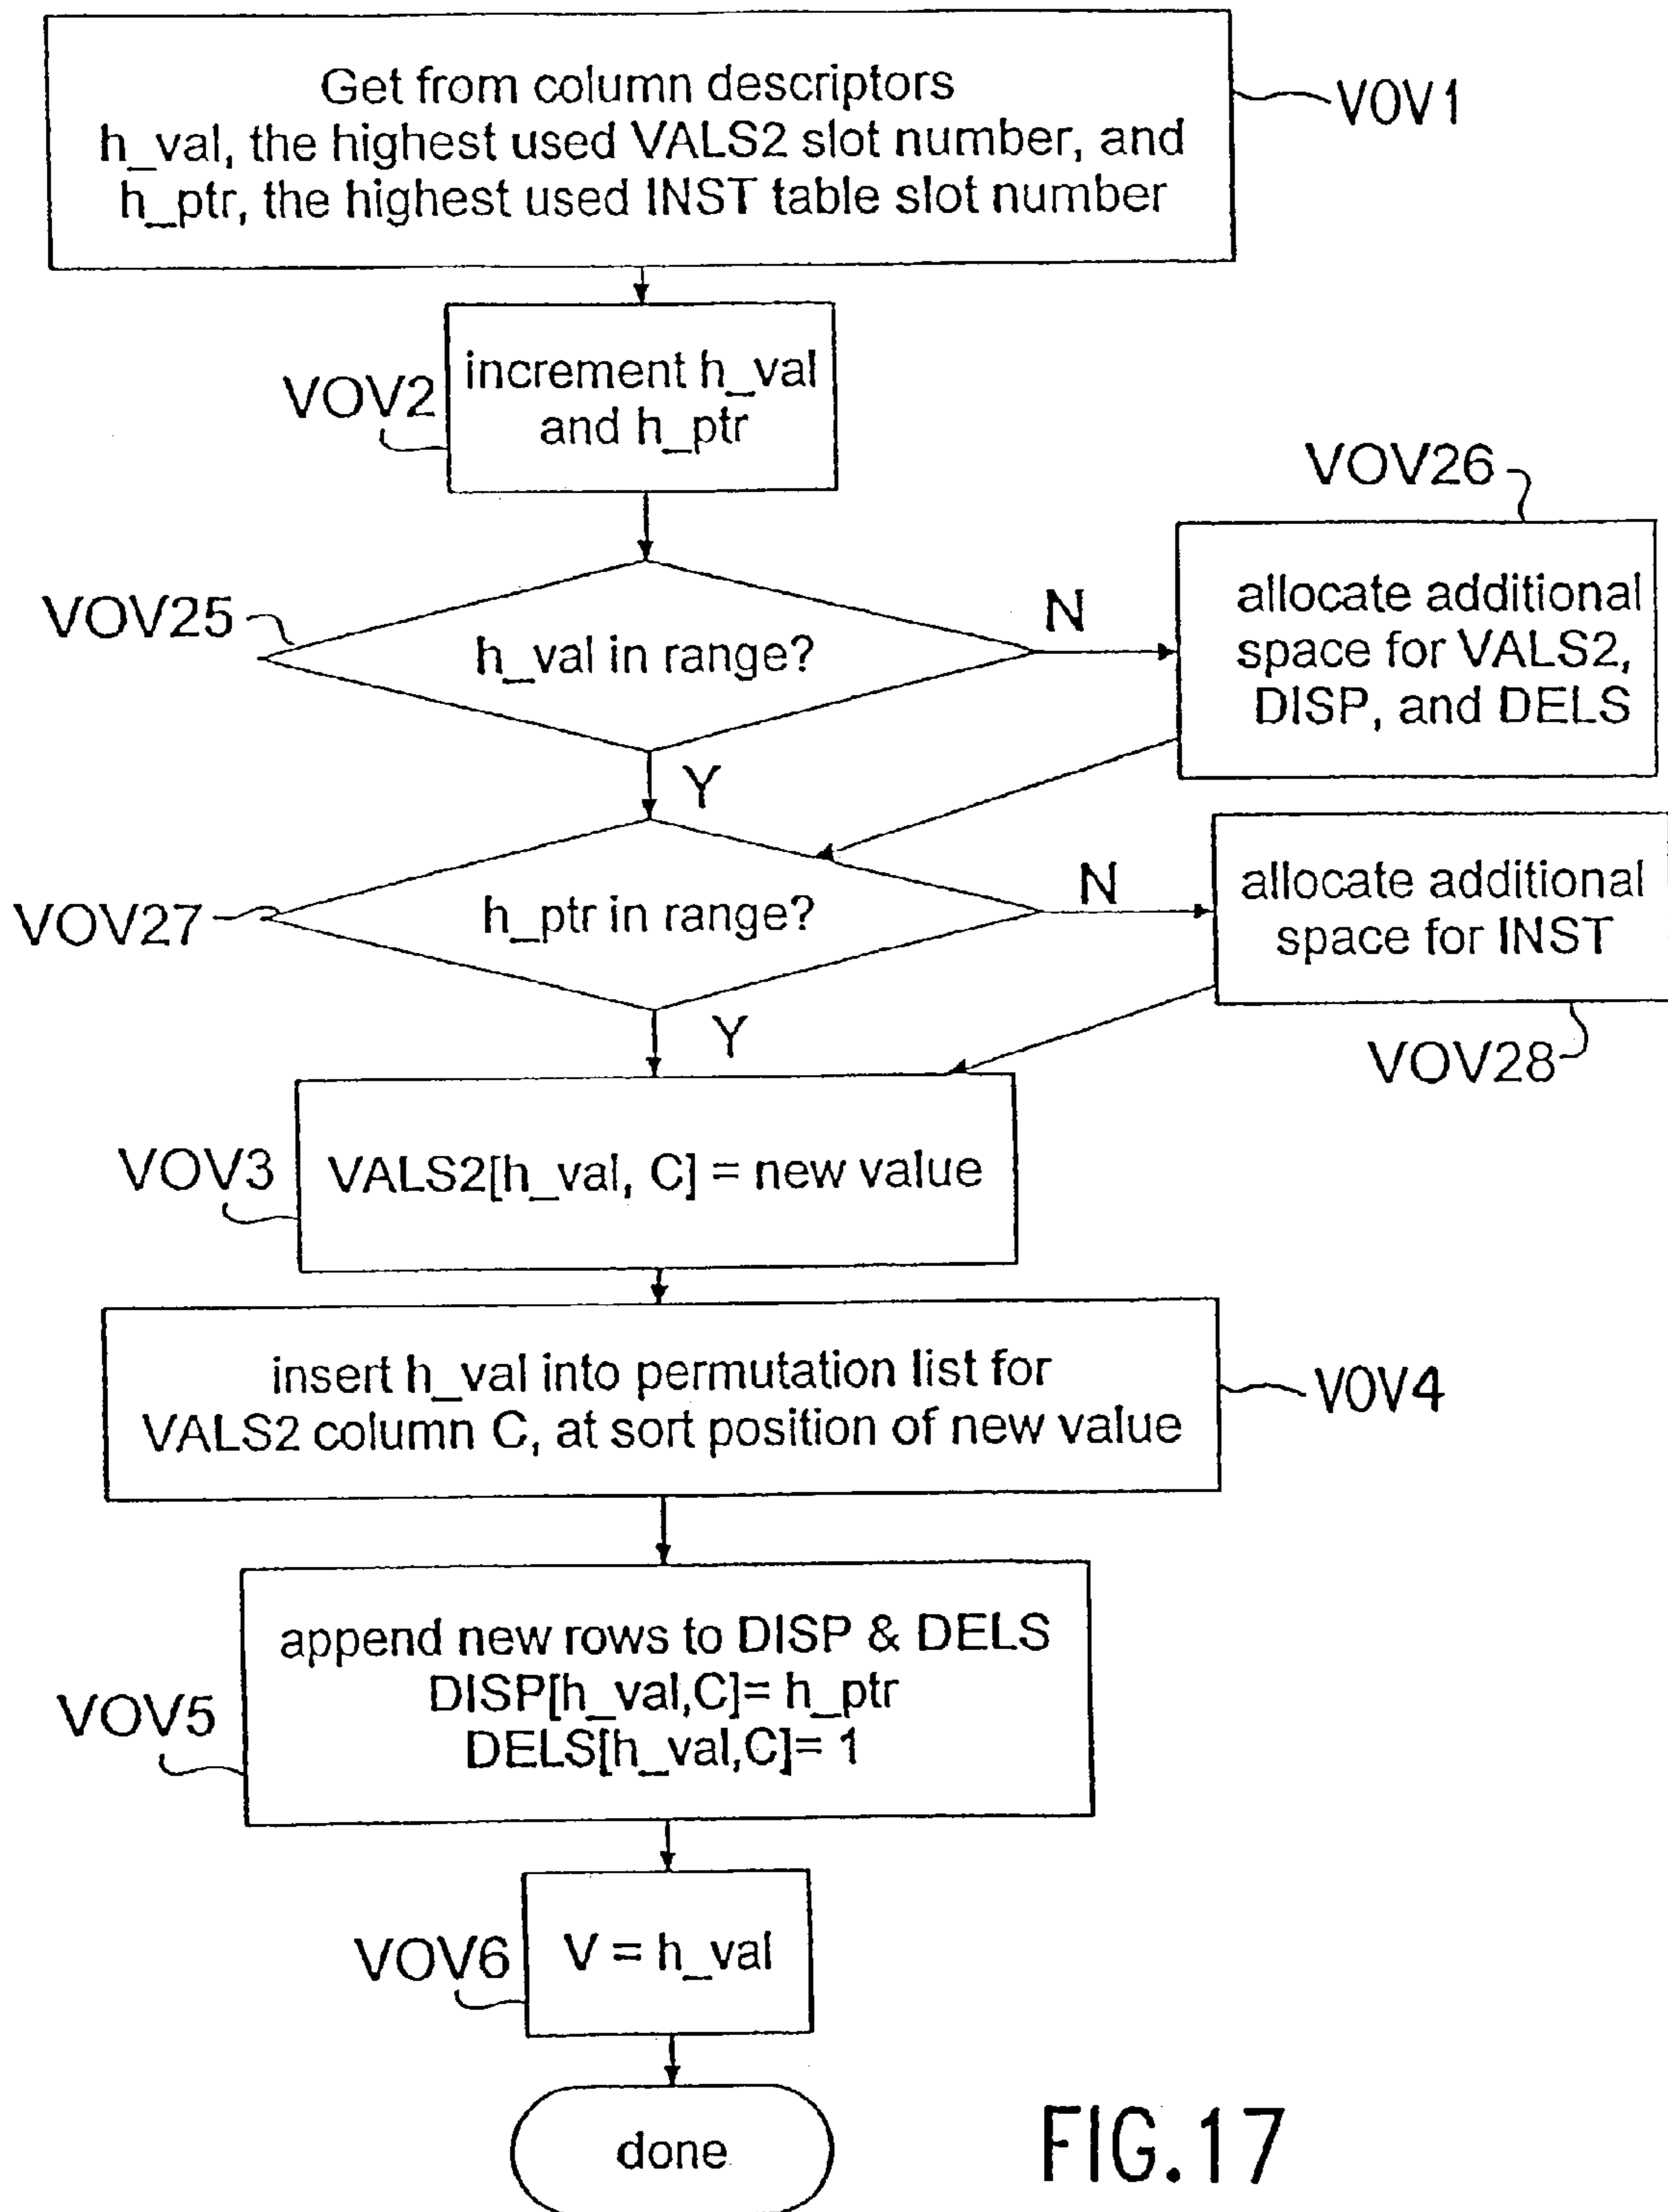 Get from column descriptors
h_val, the highest used VALS2 slot number, and
h_ptr, the highest used INST table slot number
VOV1
increment h_val
and h_ptr
VOV2
VOV26
allocate additional
space for VALS2,
DISP, and DELS
VOV25
h_val in range?
N
Y
VOV27
h_ptr in range?
N
allocate additional
space for INST
Y
VOV28
VOV3
VALS2[h_val, C] = new value
insert h_val into permutation list for
VALS2 column C, at sort position of new value
VOV4
append new rows to DISP & DELS
DISP[h_val,C]= h_ptr
DELS[h_val,C]= 1
VOV5
V = h_val
VOV6
done
FIG.17